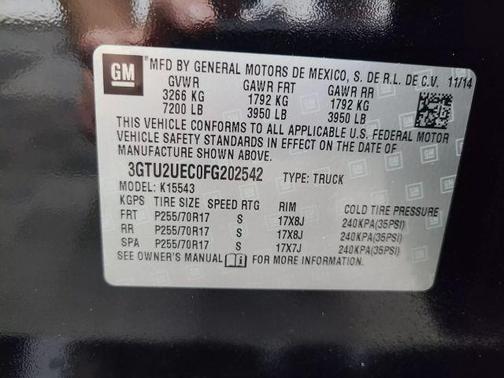 GM
MFD BY GENERAL MOTORS DE MEXICO, S. DE R.L. DE C.V. 11/14
GVWR GAWR FRT GAWR RR
3266 KG 1792 KG 1792 KG
7200 LB 3950 LB 3950 LB
THIS VEHICLE CONFORMS TO ALL APPLICABLE U.S. FEDERAL MOTOR
VEHICLE SAFETY STANDARDS IN EFFECT ON THE DATE OF
MANUFACTURE SHOWN ABOVE.
3GTU2UEC0FG202542 TYPE: TRUCK
MODEL: K15543
KGPS TIRE SIZE SPEED RTG RIM COLD TIRE PRESSURE
FRT P255/70R17 S 17X8J 240KPA(35PSI)
RR P255/70R17 S 17X8J 240KPA(35PSI)
SPA P255/70R17 S 17X7J 240KPA(35PSI)
SEE OWNER'S MANUAL FOR MORE INFORMATION